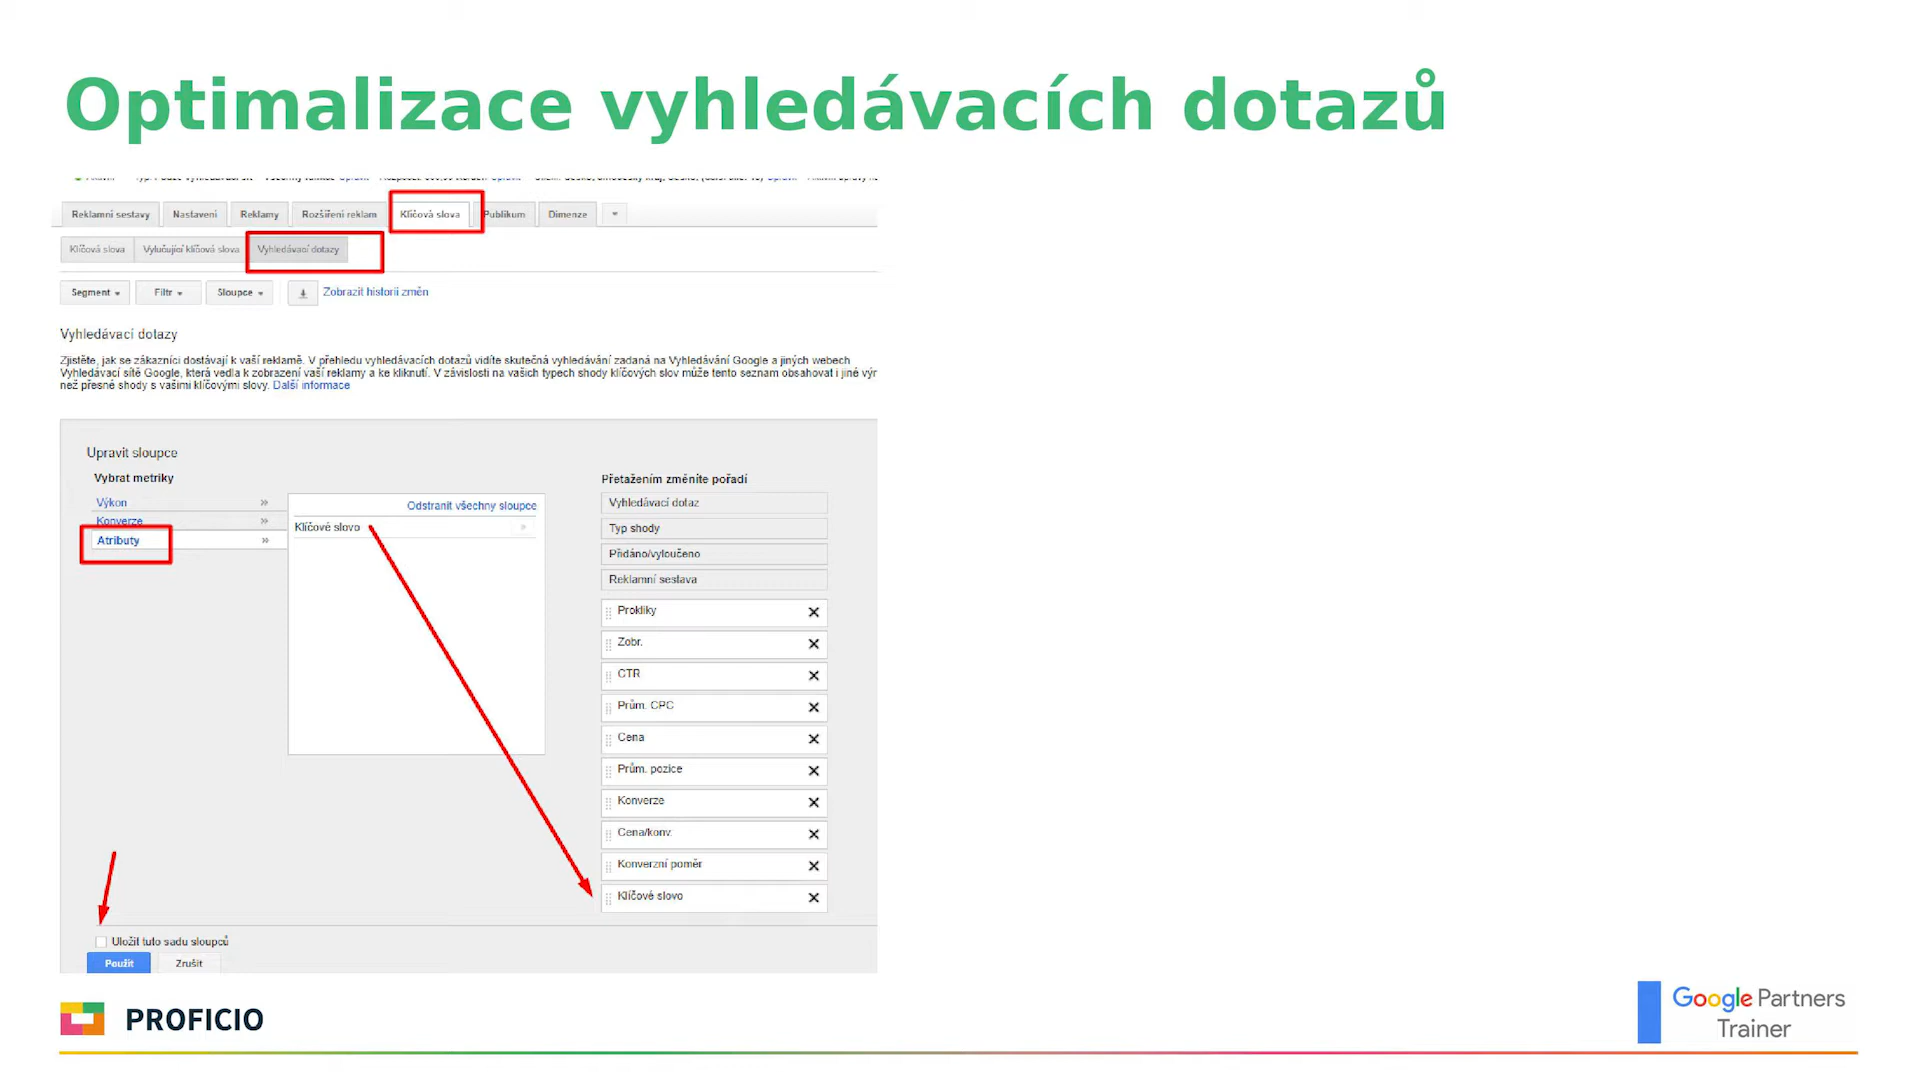 Optimalizace vyhledávacích dotazů
Reklamní sestavy Nastavení Reklamy Rozšíření reklam Klíčová slova Publikum Dimenze
Klíčová slova Vylučující klíčová slova Vyhledávací dotazy
Segment Filtr Sloupce Zobrazit historii změn
Vyhledávací dotazy
Zjistěte, jak se zákazníci dostávají k vaší reklamě. V přehledu vyhledávacích dotazů vidíte skutečná vyhledávání zadaná na Vyhledávání Google a jiných webech
Vyhledávací sítě Google, která vedla k zobrazení vaší reklamy a ke kliknutí. V závislosti na vašich typech shody klíčových slov může tento seznam obsahovat i jiné výr
než přesné shody s vašimi klíčovými slovy. Další informace
Upravit sloupce
Vybrat metriky
Výkon »
Konverze »
Atributy »
Odstranit všechny sloupce
Klíčové slovo »
Přetažením změníte pořadí
Vyhledávací dotaz
Typ shody
Přidáno/vyloučeno
Reklamní sestava
Prokliky
Zobr.
CTR
Prům. CPC
Cena
Prům. pozice
Konverze
Cena/konv.
Konverzní poměr
Klíčové slovo
Uložit tuto sadu sloupců
Použít Zrušit
PROFICIO
Google Partners
Trainer